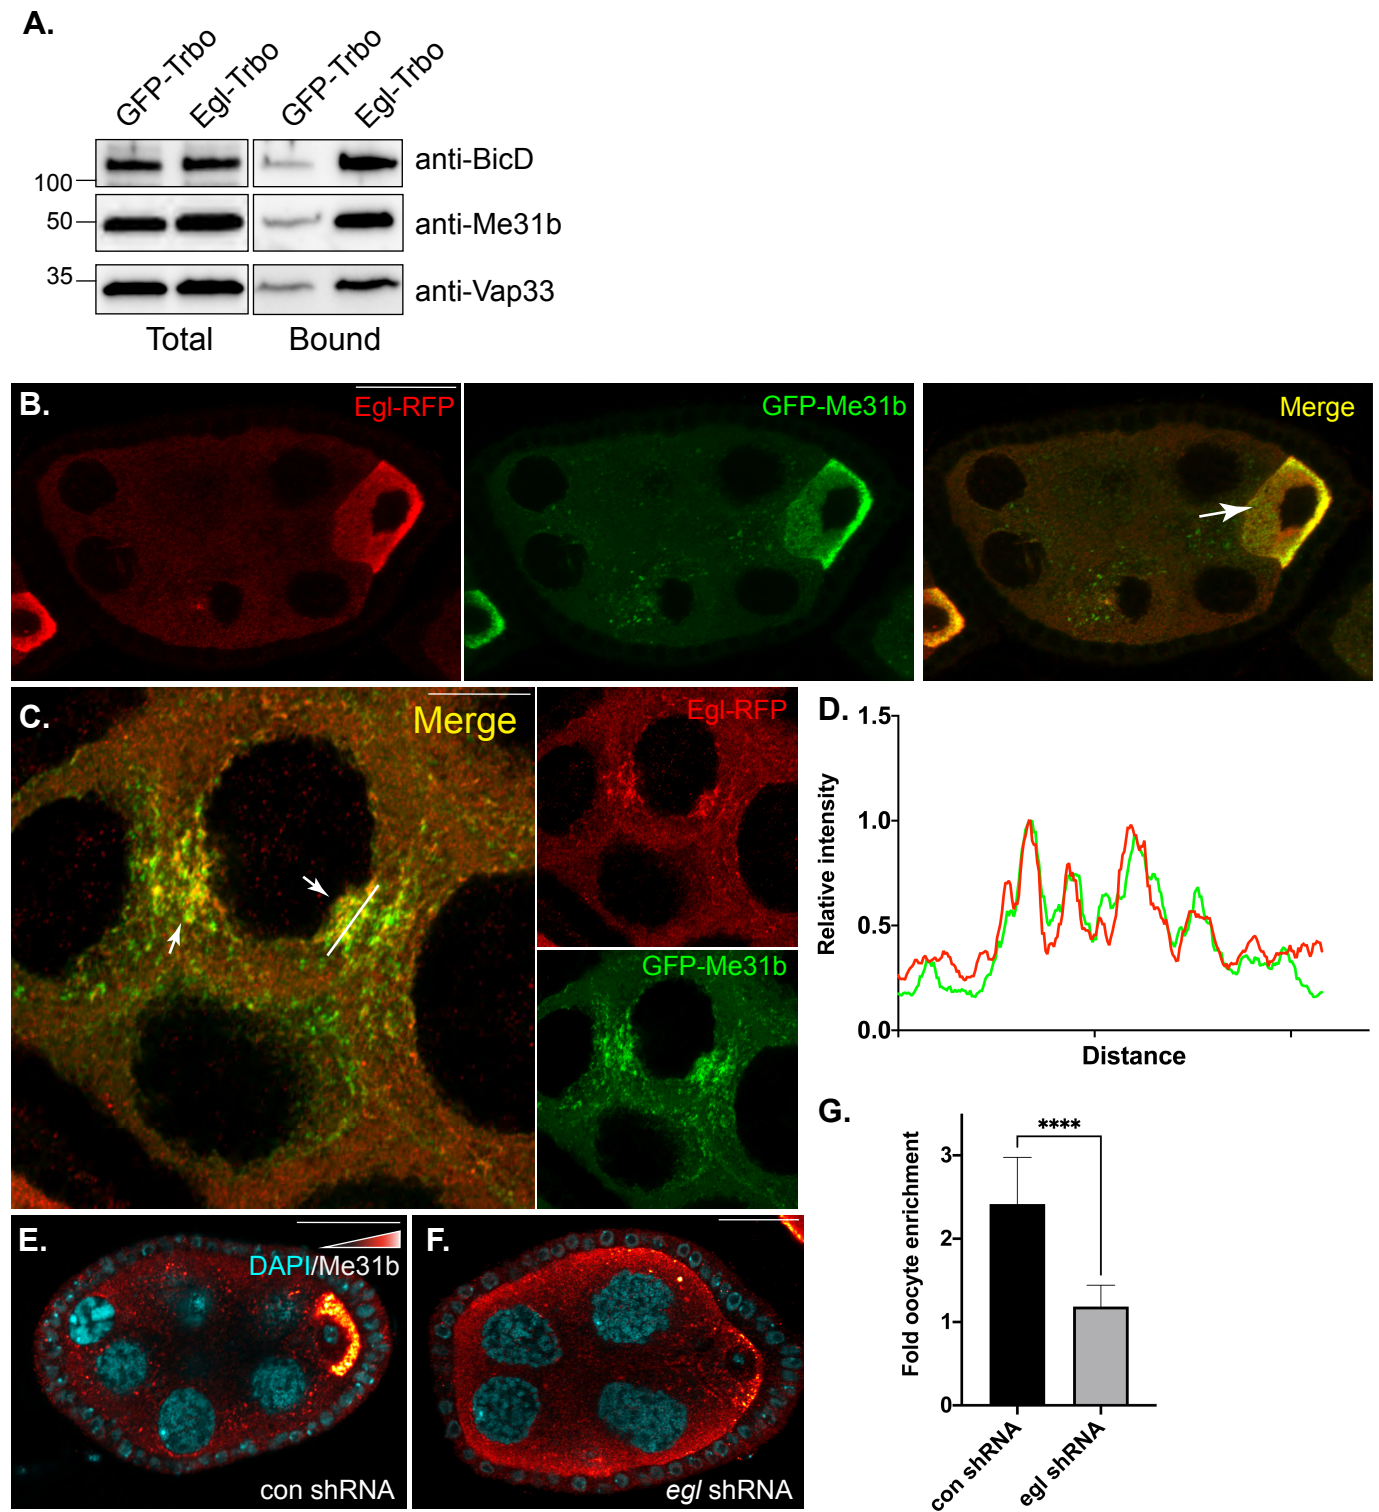 A.
GFP-Trbo
Egl-Trbo
GFP-Trbo
Egl-Trbo
anti-BicD
100
50
anti-Me31b
35
anti-Vap33
Total
Bound
B.
Egl-RFP
GFP-Me31b
Merge
C.
Merge
Egl-RFP
GFP-Me31b
D.
1.5
1.0
0.5
0.0
Relative intensity
Distance
E.
DAPI/Me31b
con shRNA
F.
egl shRNA
G.
****
3
2
1
0
Fold oocyte enrichment
con shRNA
egl shRNA